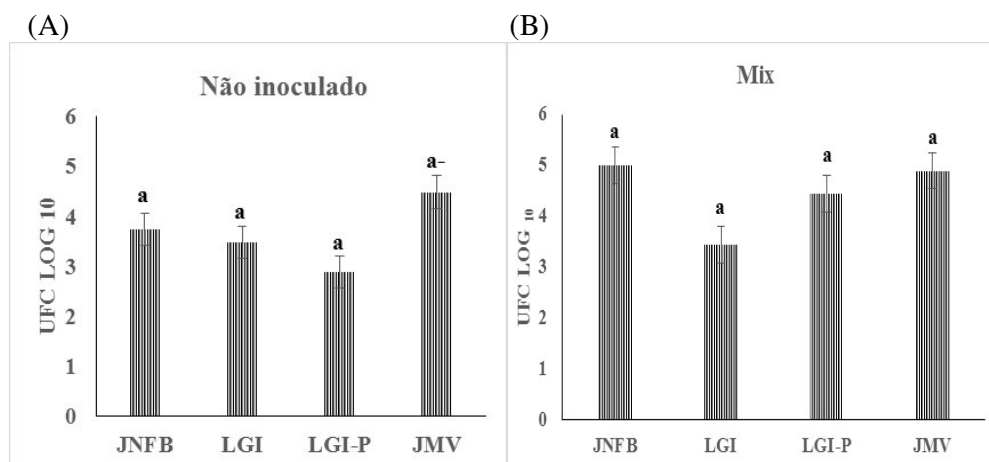 (A)
Não inoculado
UFC LOG 10
6
5
4
3
2
1
0
a
a
a
a-
JNFB LGI LGI-P JMV
(B)
Mix
UFC LOG 10
6
5
4
3
2
1
0
a
a
a
a
JNFB LGI LGI-P JMV